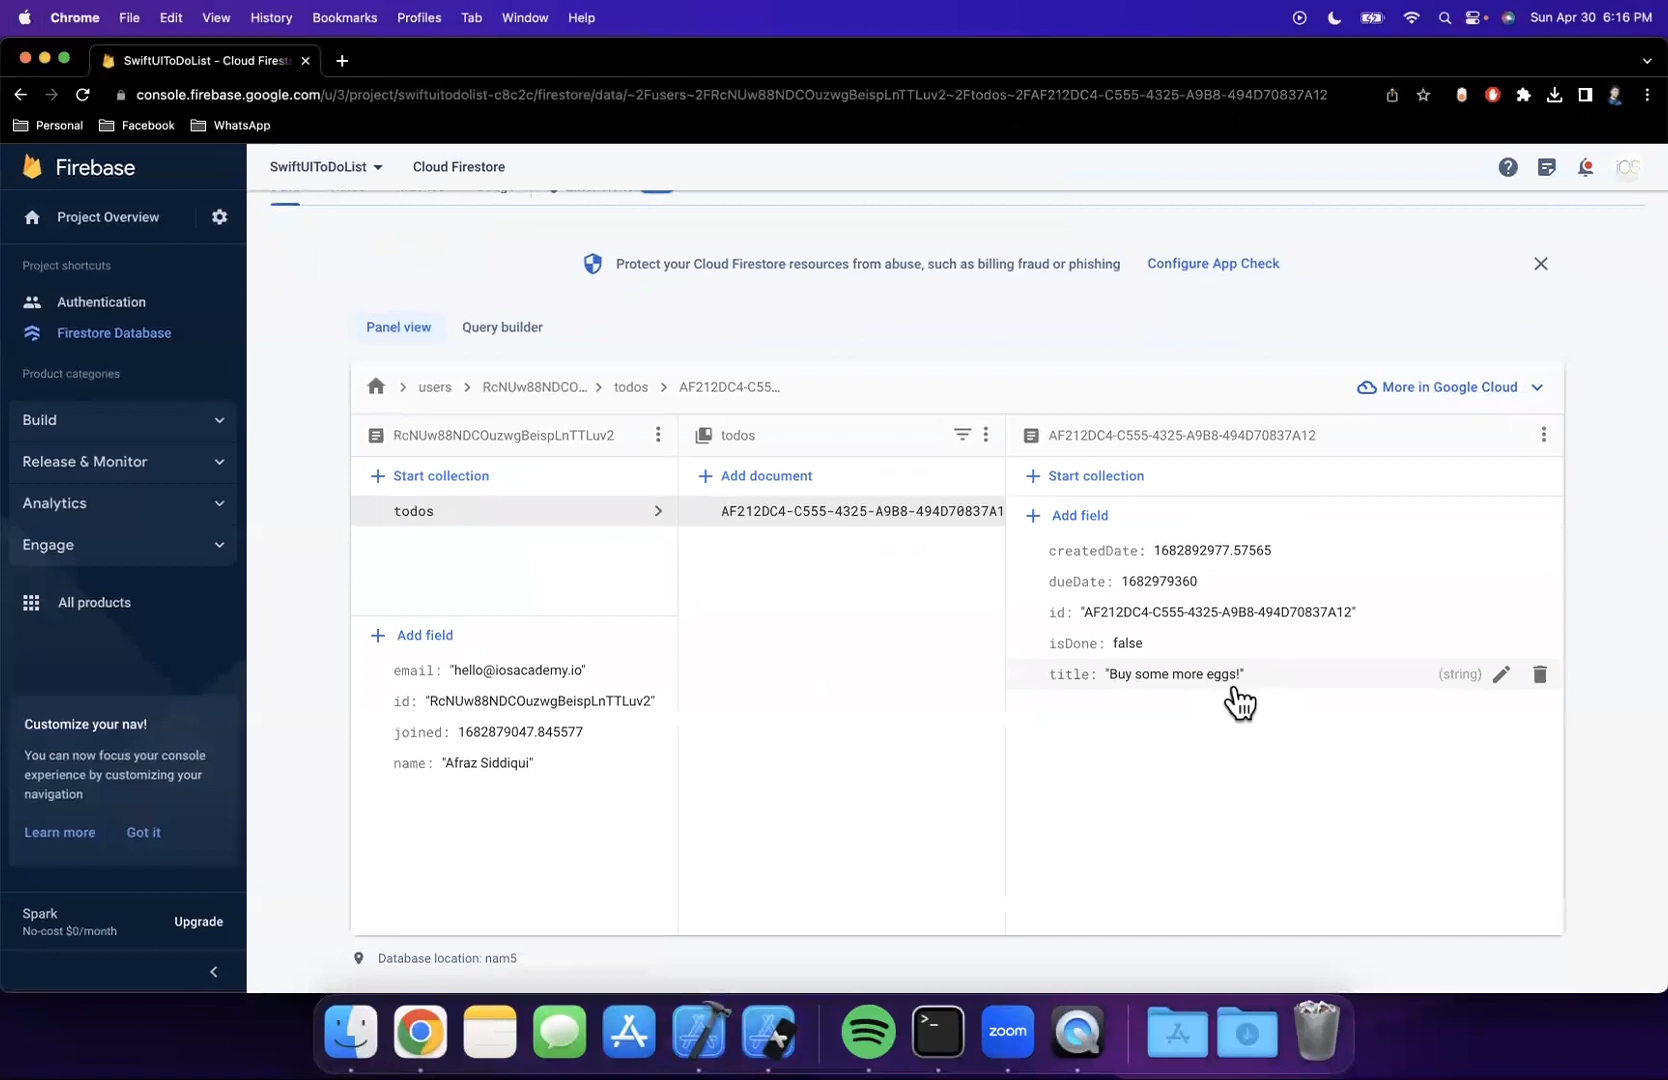 Chrome File Edit View History Bookmarks Profiles Tab Window Help
Sun Apr 30 6:16 PM
SwiftUIToDoList - Cloud Firest
console.firebase.google.com/u/3/project/swiftuitodolist-c8c2c/firestore/data/~2Fusers~2FRcNUw88NDCOuzwgBeispLnTTLuv2~2Ftodos~2FAF212DC4-C555-4325-A9B8-494D70837A12
Personal Facebook WhatsApp
Firebase
SwiftUIToDoList Cloud Firestore
iOS
Project Overview
Project shortcuts
Authentication
Firestore Database
Product categories
Build
Release & Monitor
Analytics
Engage
All products
Customize your nav!
You can now focus your console
experience by customizing your
navigation
Learn more Got it
Spark
No-cost $0/month
Upgrade
Protect your Cloud Firestore resources from abuse, such as billing fraud or phishing Configure App Check
Panel view Query builder
users > RcNUw88NDCO... > todos > AF212DC4-C55...
More in Google Cloud
RcNUw88NDCOuzwgBeispLnTTLuv2
Start collection
todos
Add field
email: "hello@iosacademy.io"
id: "RcNUw88NDCOuzwgBeispLnTTLuv2"
joined: 1682879047.845577
name: "Afraz Siddiqui"
todos
Add document
AF212DC4-C555-4325-A9B8-494D70837A1
AF212DC4-C555-4325-A9B8-494D70837A12
Start collection
Add field
createdDate: 1682892977.57565
dueDate: 1682979360
id: "AF212DC4-C555-4325-A9B8-494D70837A12"
isDone: false
title: "Buy some more eggs!" (string)
Database location: nam5
zoom